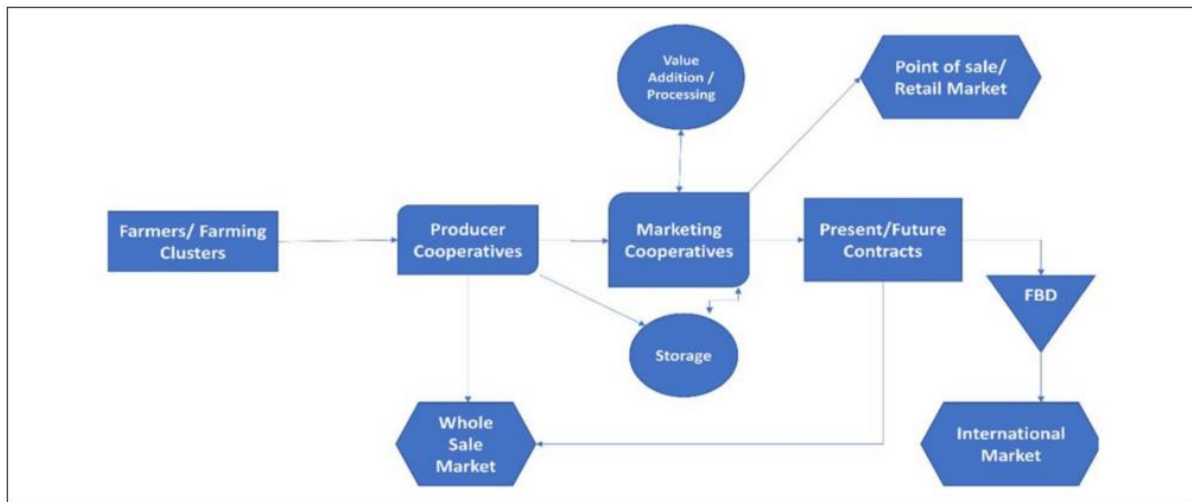 Value
Addition /
Processing
Point of sale/
Retail Market
Farmers/ Farming
Clusters
Producer
Cooperatives
Marketing
Cooperatives
Present/Future
Contracts
FBD
Storage
Whole
Sale
Market
International
Market